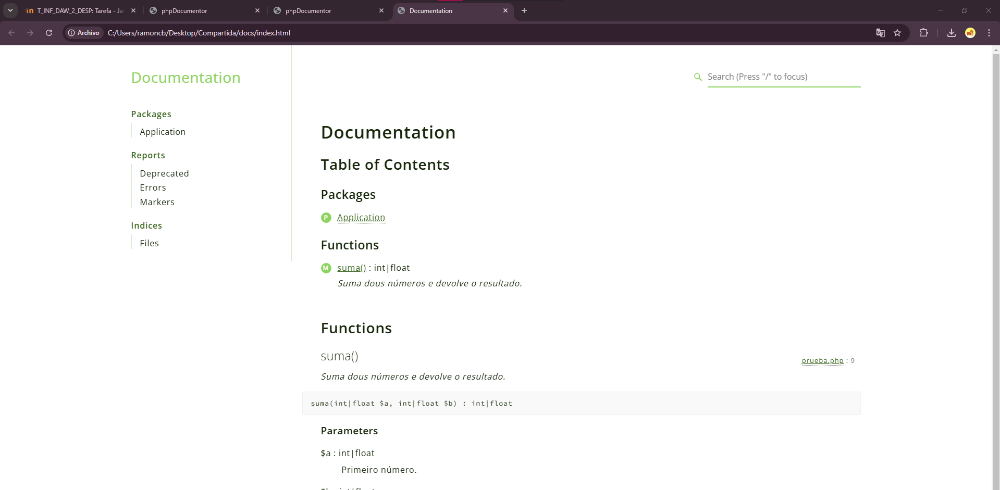 T_INF_DAW_2_DESP: Tarefa - Ja
phpDocumentor
phpDocumentor
Documentation
Archivo
C:/Users/ramoncb/Desktop/Compartida/docs/index.html
Documentation
Packages
Application
Reports
Deprecated
Errors
Markers
Indices
Files
Search (Press "/" to focus)
Documentation
Table of Contents
Packages
P Application
Functions
M suma() : int|float
Suma dous números e devolve o resultado.
Functions
suma()
prueba.php : 9
Suma dous números e devolve o resultado.
suma(int|float $a, int|float $b) : int|float
Parameters
$a : int|float
Primeiro número.
$b : int|float